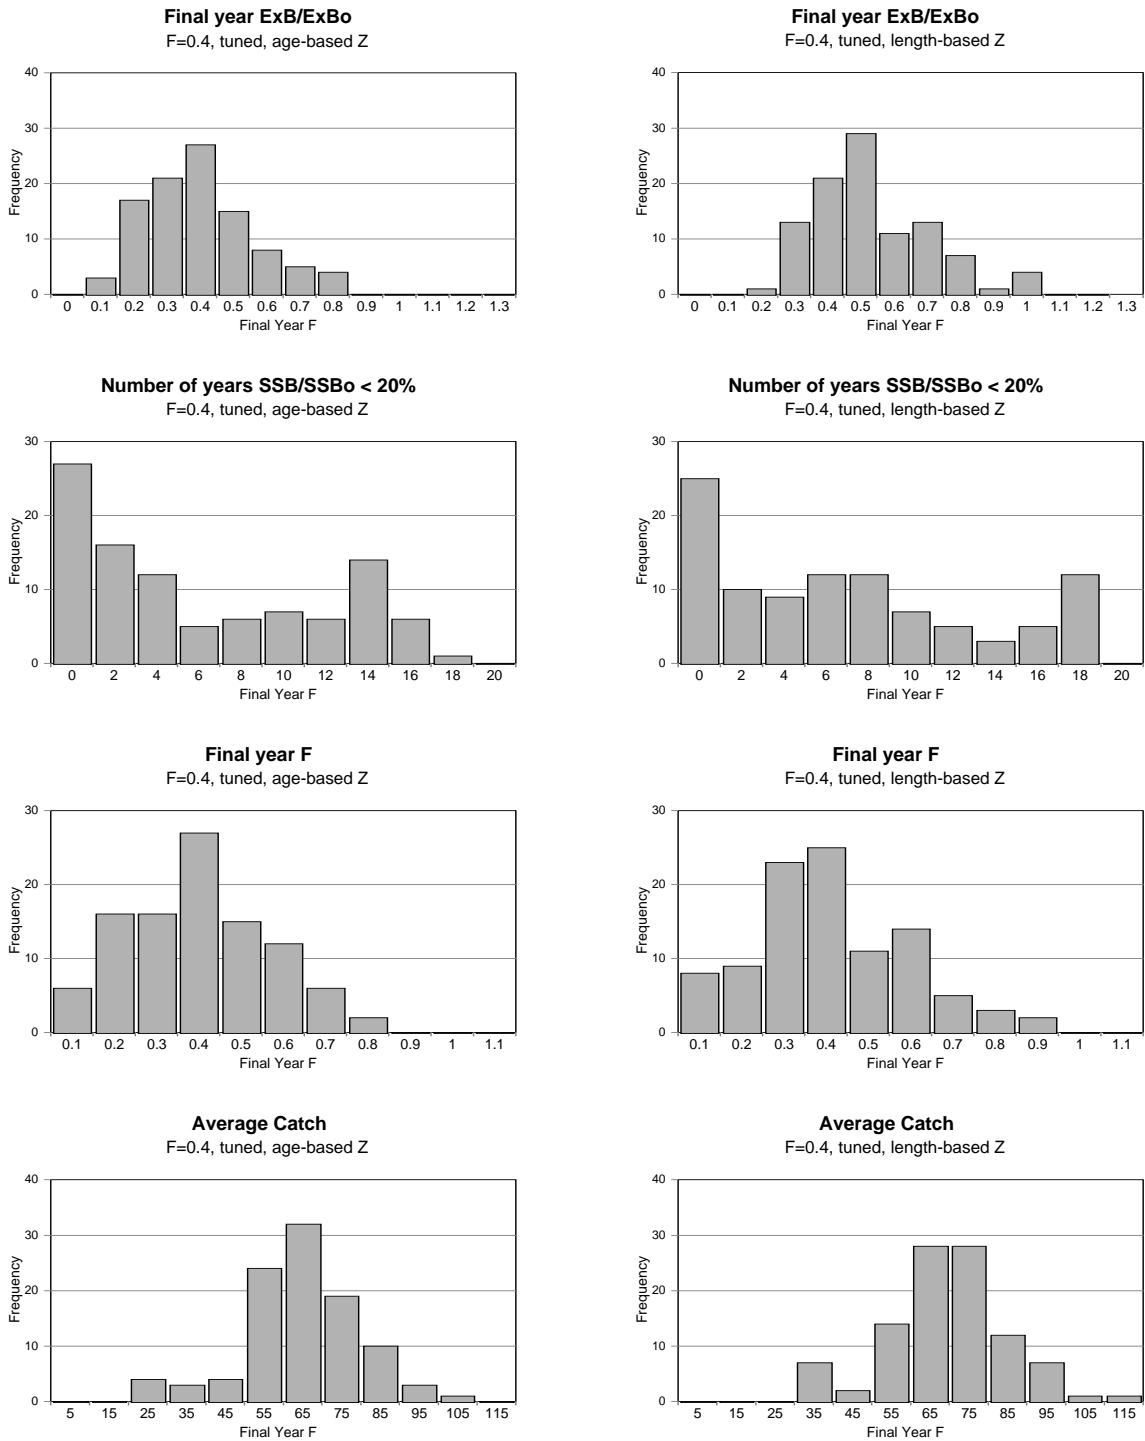 Final year ExB/ExBo
F=0.4, tuned, age-based Z
40
30
20
10
0
Frequency
0 0.1 0.2 0.3 0.4 0.5 0.6 0.7 0.8 0.9 1 1.1 1.2 1.3
Final Year F
Final year ExB/ExBo
F=0.4, tuned, length-based Z
40
30
20
10
0
Frequency
0 0.1 0.2 0.3 0.4 0.5 0.6 0.7 0.8 0.9 1 1.1 1.2 1.3
Final Year F
Number of years SSB/SSBo < 20%
F=0.4, tuned, age-based Z
30
20
10
0
Frequency
0 2 4 6 8 10 12 14 16 18 20
Final Year F
Number of years SSB/SSBo < 20%
F=0.4, tuned, length-based Z
30
20
10
0
Frequency
0 2 4 6 8 10 12 14 16 18 20
Final Year F
Final year F
F=0.4, tuned, age-based Z
30
20
10
0
Frequency
0.1 0.2 0.3 0.4 0.5 0.6 0.7 0.8 0.9 1 1.1
Final Year F
Final year F
F=0.4, tuned, length-based Z
30
20
10
0
Frequency
0.1 0.2 0.3 0.4 0.5 0.6 0.7 0.8 0.9 1 1.1
Final Year F
Average Catch
F=0.4, tuned, age-based Z
40
30
20
10
0
Frequency
5 15 25 35 45 55 65 75 85 95 105 115
Final Year F
Average Catch
F=0.4, tuned, length-based Z
40
30
20
10
0
Frequency
5 15 25 35 45 55 65 75 85 95 105 115
Final Year F